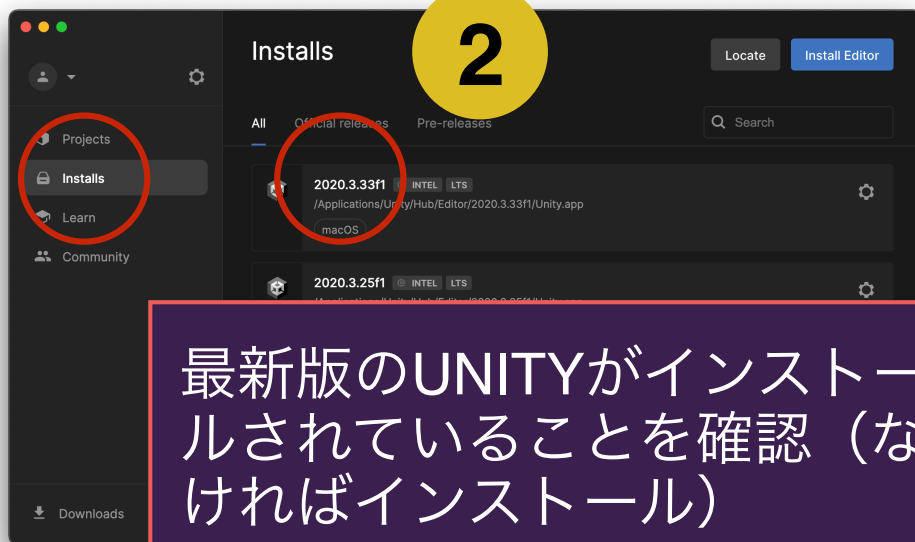 Installs
2
Locate
Install Editor
All
Official releases
Pre-releases
Search
Projects
Installs
Learn
Community
2020.3.33f1 INTEL LTS
/Applications/Unity/Hub/Editor/2020.3.33f1/Unity.app
macOS
2020.3.25f1 INTEL LTS
最新版のUNITYがインストー
ルされていることを確認（な
ければインストール）
Downloads